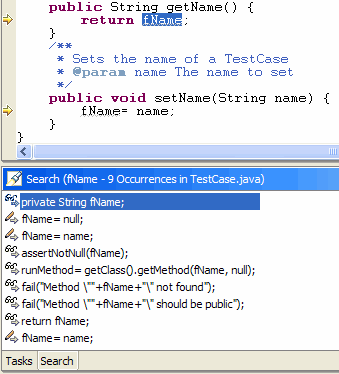 public String getName() {
return fName;
}
/**
* Sets the name of a TestCase
* @param name The name to set
*/
public void setName(String name) {
fName= name;
}
}
Search (fName - 9 Occurrences in TestCase.java)
private String fName;
fName= null;
fName= name;
assertNotNull(fName);
runMethod= getClass().getMethod(fName, null);
fail("Method \""+fName+"\" not found");
fail("Method \""+fName+"\" should be public");
return fName;
fName= name;
Tasks Search